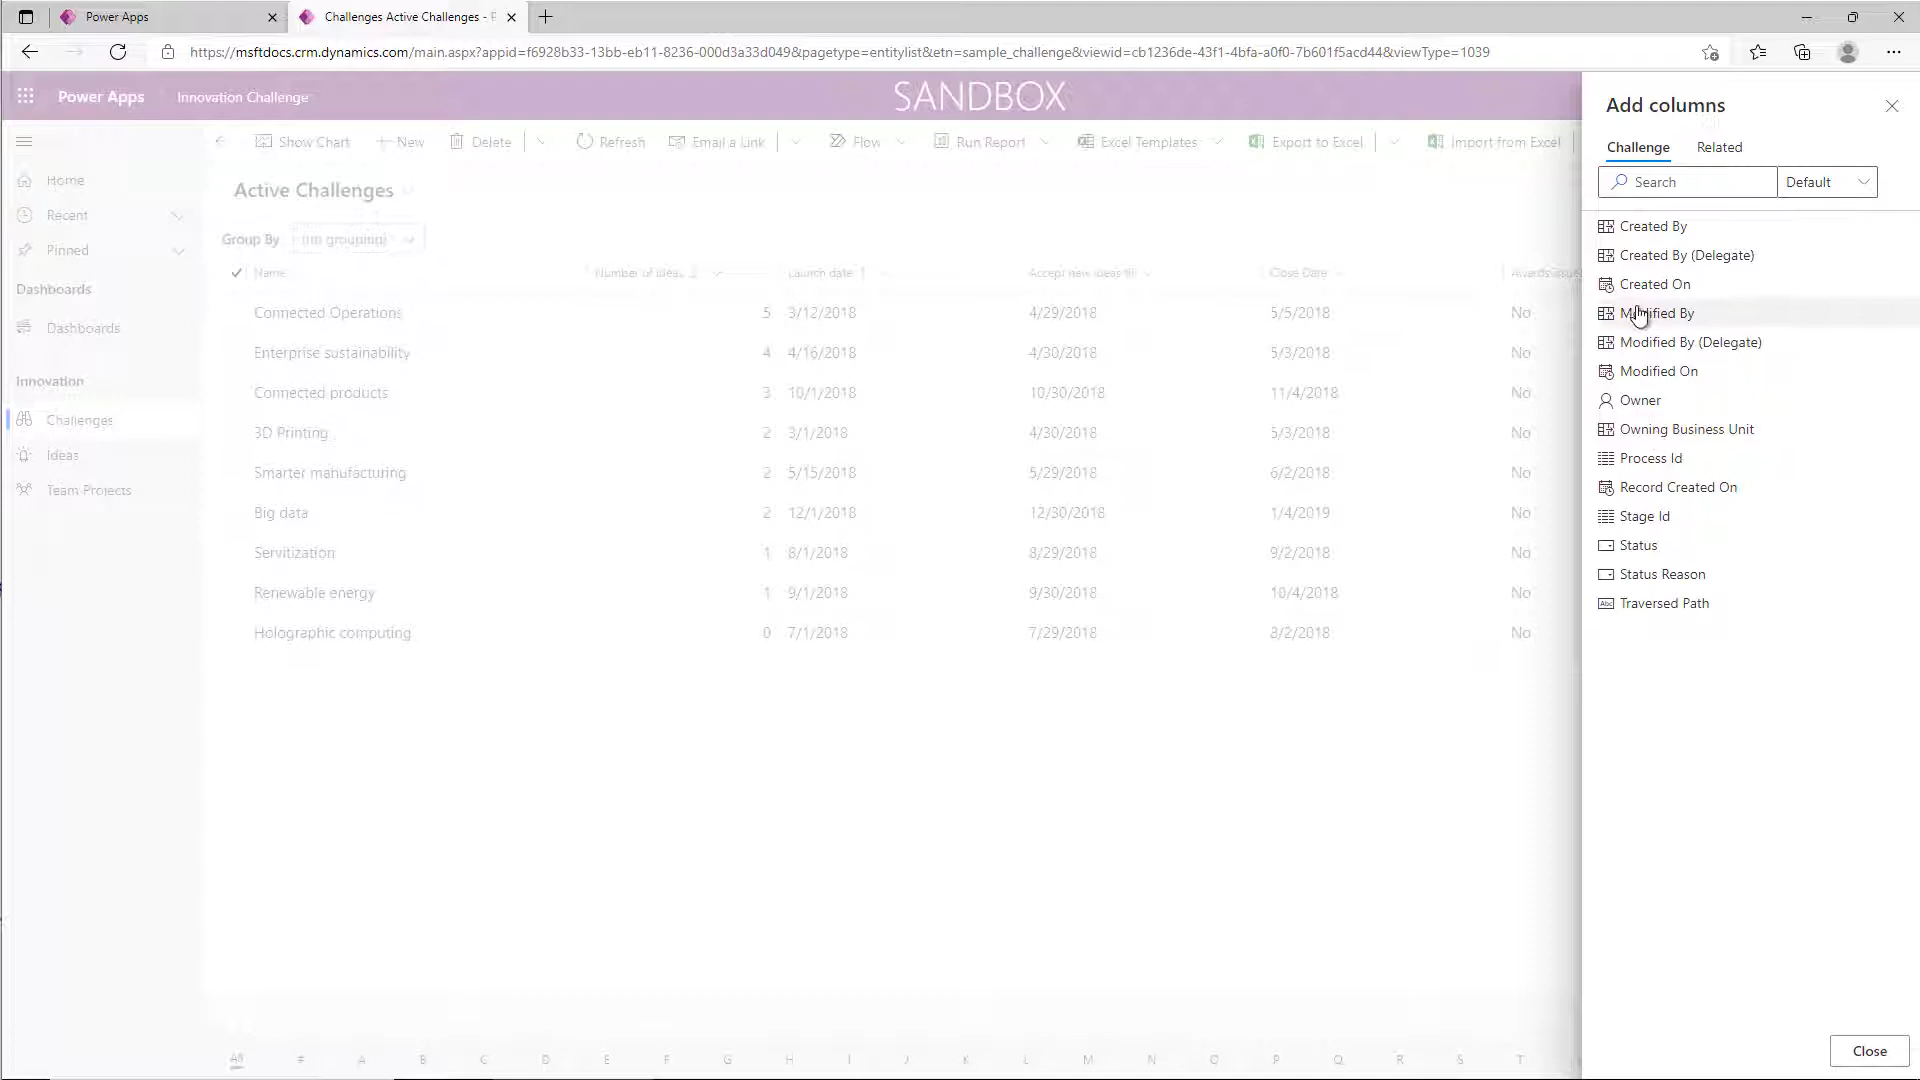 Power Apps
Challenges Active Challenges - F
https://msftdocs.crm.dynamics.com/main.aspx?appid=f6928b33-13bb-eb11-8236-000d3a33d049&pagetype=entitylist&etn=sample_challenge&viewid=cb1236de-43f1-4bfa-a0f0-7b601f5acd44&viewType=1039
Power Apps Innovation Challenge SANDBOX
Show Chart New Delete Refresh Email a Link Flow Run Report Excel Templates Export to Excel Import from Excel
Home
Recent
Pinned
Dashboards
Dashboards
Innovation
Challenges
Ideas
Team Projects
Active Challenges
Group By (no grouping)
Name Number of ideas Launch date Accept new ideas till Close Date Awards issued
Connected Operations 5 3/12/2018 4/29/2018 5/5/2018 No
Enterprise sustainability 4 4/16/2018 4/30/2018 5/3/2018 No
Connected products 3 10/1/2018 10/30/2018 11/4/2018 No
3D Printing 2 3/1/2018 4/30/2018 5/3/2018 No
Smarter manufacturing 2 5/15/2018 5/29/2018 6/2/2018 No
Big data 2 12/1/2018 12/30/2018 1/4/2019 No
Servitization 1 8/1/2018 8/29/2018 9/2/2018 No
Renewable energy 1 9/1/2018 9/30/2018 10/4/2018 No
Holographic computing 0 7/1/2018 7/29/2018 8/2/2018 No
All # A B C D E F G H I J K L M N O P Q R S T
Add columns
Challenge Related
Search Default
Created By
Created By (Delegate)
Created On
Modified By
Modified By (Delegate)
Modified On
Owner
Owning Business Unit
Process Id
Record Created On
Stage Id
Status
Status Reason
Abc Traversed Path
Close